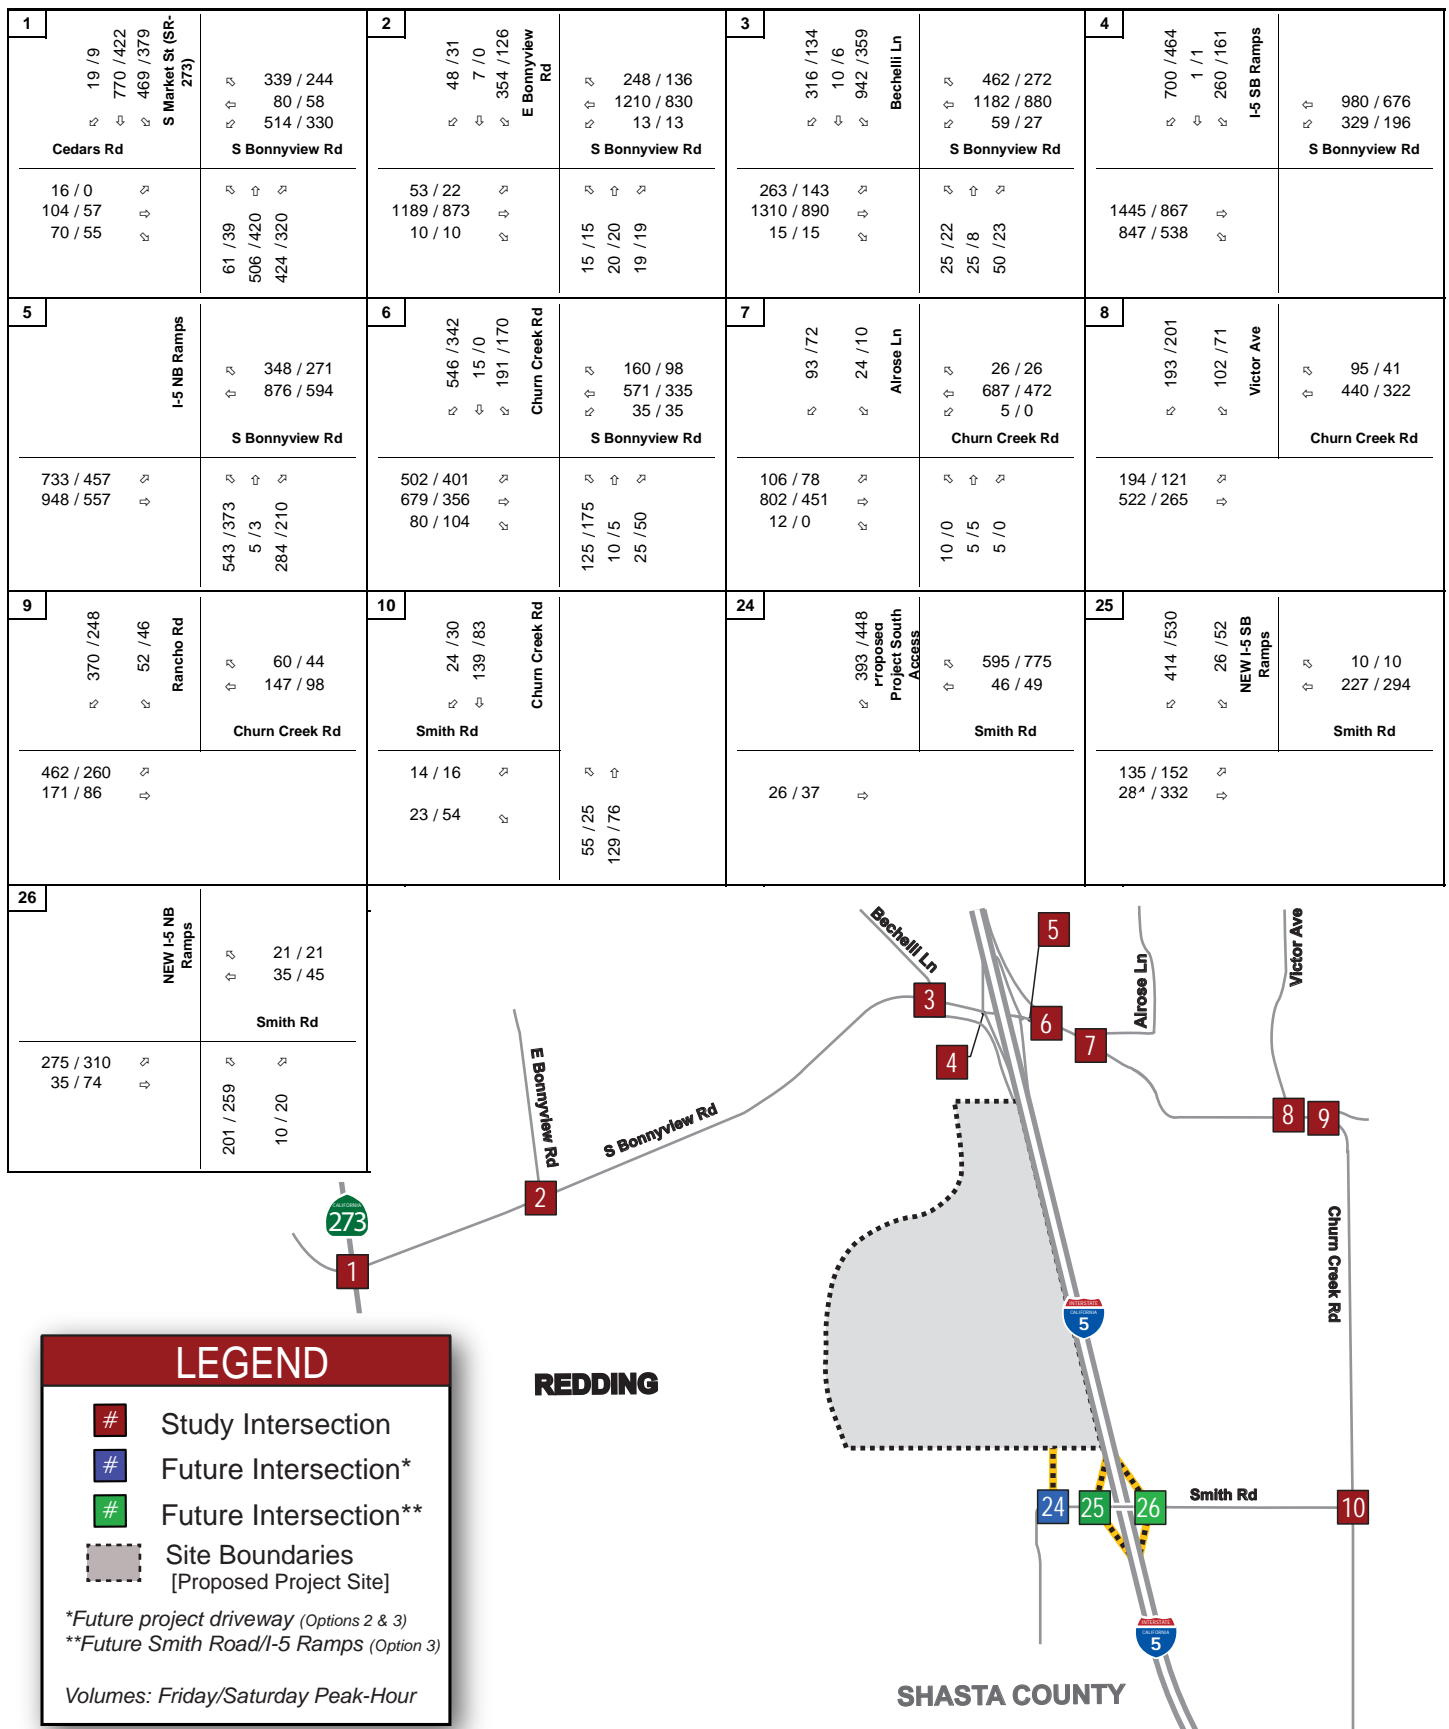 1
19 / 9
770 / 422
469 / 379
S Market St (SR-
273)
339 / 244
80 / 58
514 / 330
Cedars Rd
S Bonnyview Rd
16 / 0
104 / 57
70 / 55
61 / 39
506 / 420
424 / 320
2
48 / 31
7 / 0
354 / 126
E Bonnyview
Rd
248 / 136
1210 / 830
13 / 13
S Bonnyview Rd
53 / 22
1189 / 873
10 / 10
15 / 15
20 / 20
19 / 19
3
316 / 134
10 / 6
942 / 359
Bechelli Ln
462 / 272
1182 / 880
59 / 27
S Bonnyview Rd
263 / 143
1310 / 890
15 / 15
25 / 22
25 / 8
50 / 23
4
700 / 464
1 / 1
260 / 161
I-5 SB Ramps
980 / 676
329 / 196
S Bonnyview Rd
1445 / 867
847 / 538
5
I-5 NB Ramps
348 / 271
876 / 594
S Bonnyview Rd
733 / 457
948 / 557
543 / 373
5 / 3
284 / 210
6
546 / 342
15 / 0
191 / 170
Churn Creek Rd
160 / 98
571 / 335
35 / 35
S Bonnyview Rd
502 / 401
679 / 356
80 / 104
125 / 175
10 / 5
25 / 50
7
93 / 72
24 / 10
Alrose Ln
26 / 26
687 / 472
5 / 0
Churn Creek Rd
106 / 78
802 / 451
12 / 0
10 / 0
5 / 5
5 / 0
8
193 / 201
102 / 71
Victor Ave
95 / 41
440 / 322
Churn Creek Rd
194 / 121
522 / 265
9
370 / 248
52 / 46
Rancho Rd
60 / 44
147 / 98
Churn Creek Rd
462 / 260
171 / 86
10
24 / 30
139 / 83
Churn Creek Rd
Smith Rd
14 / 16
23 / 54
55 / 25
129 / 76
24
393 / 448
Proposed
Project South
Access
595 / 775
46 / 49
Smith Rd
26 / 37
25
414 / 530
26 / 52
NEW I-5 SB
Ramps
10 / 10
227 / 294
Smith Rd
135 / 152
284 / 332
26
NEW I-5 NB
Ramps
21 / 21
35 / 45
Smith Rd
275 / 310
35 / 74
201 / 259
10 / 20
Bechelli Ln
5
Alrose Ln
Victor Ave
3
6
7
4
E Bonnyview Rd
S Bonnyview Rd
8
9
2
CALIFORNIA
273
1
Churn Creek Rd
INTERSTATE
CALIFORNIA
5
REDDING
24
25
26
Smith Rd
10
INTERSTATE
CALIFORNIA
5
SHASTA COUNTY
LEGEND
# Study Intersection
# Future Intersection*
# Future Intersection**
Site Boundaries
[Proposed Project Site]
*Future project driveway (Options 2 & 3)
**Future Smith Road/I-5 Ramps (Option 3)
Volumes: Friday/Saturday Peak-Hour